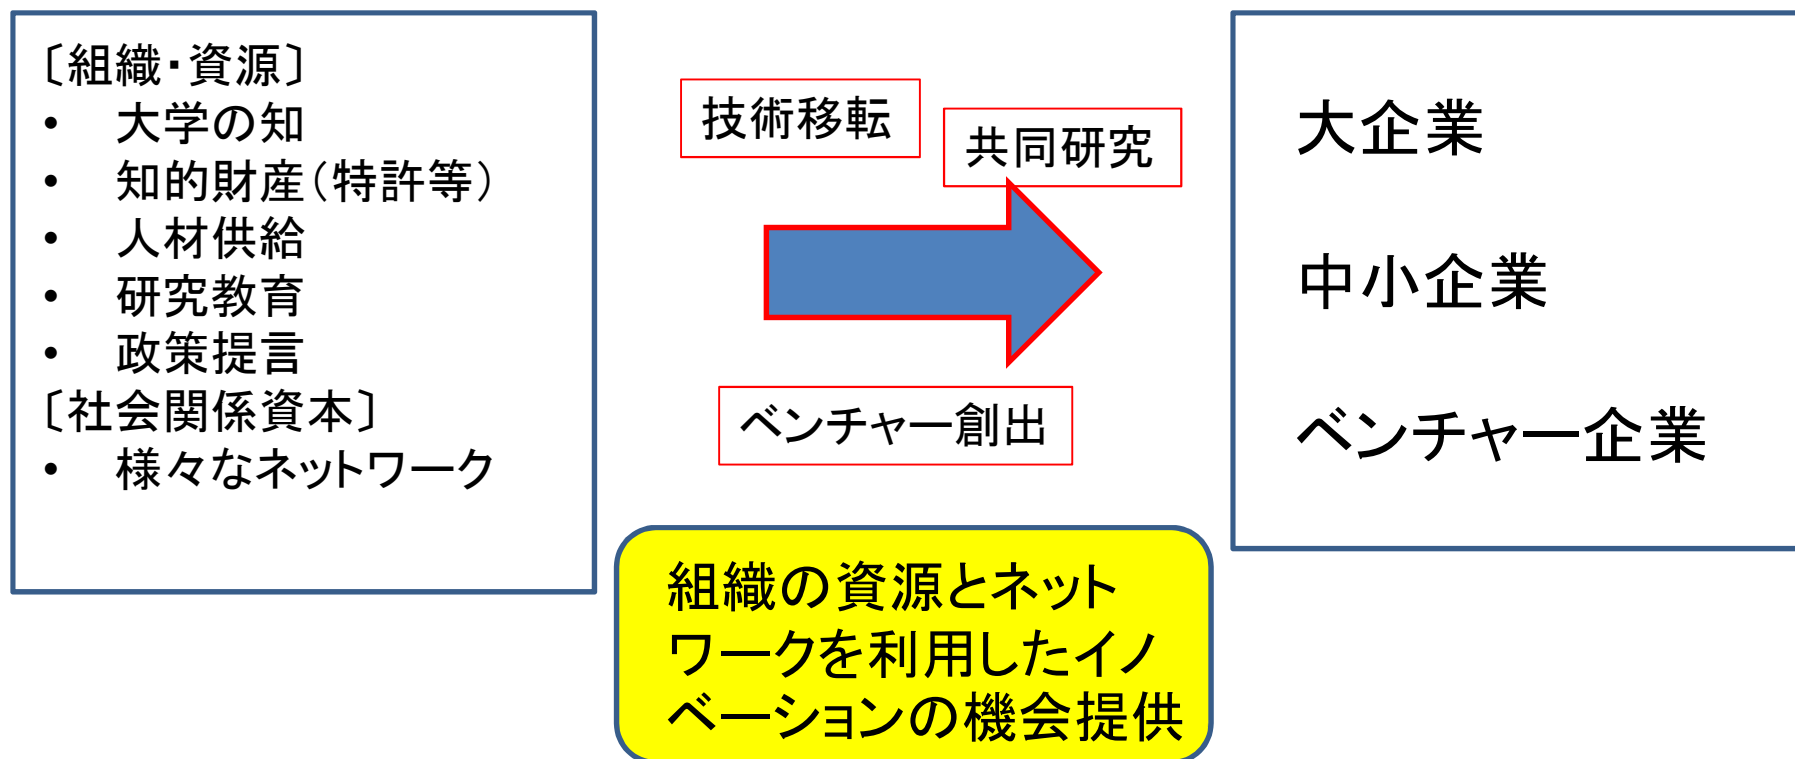 〔組織・資源〕
• 大学の知
• 知的財産（特許等）
• 人材供給
• 研究教育
• 政策提言
〔社会関係資本〕
• 様々なネットワーク
技術移転
共同研究
ベンチャー創出
組織の資源とネット
ワークを利用したイノ
ベーションの機会提供
大企業
中小企業
ベンチャー企業